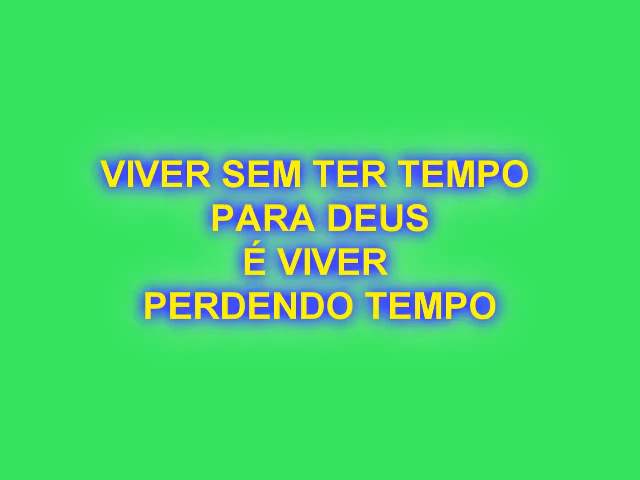 VIVER SEM TER TEMPO
PARA DEUS
É VIVER
PERDENDO TEMPO